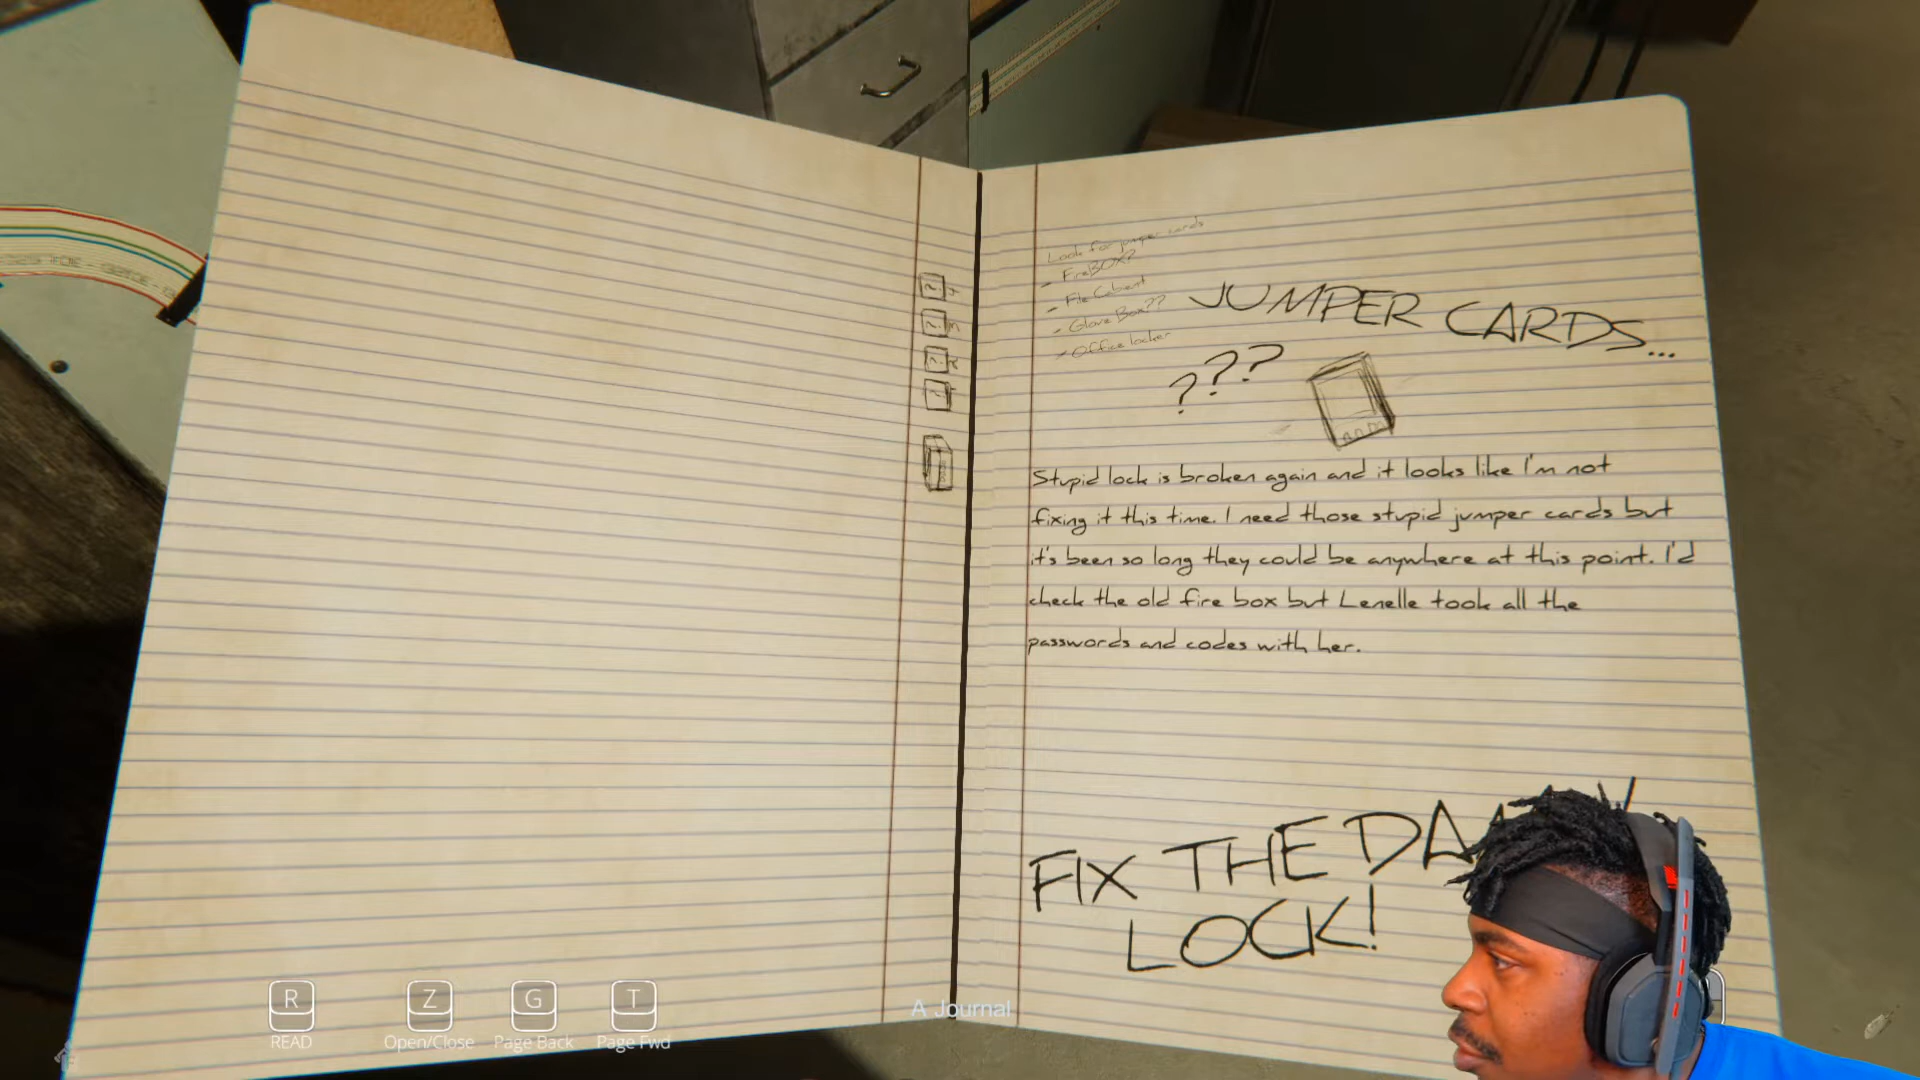 Look for jumper cards
- FireBOX?
- File Cabinet
- Glove Box??
- Office locker
JUMPER CARDS...
???
Stupid lock is broken again and it looks like I'm not
fixing it this time. I need those stupid jumper cards but
it's been so long they could be anywhere at this point. I'd
check the old fire box but Lenelle took all the
passwords and codes with her.
FIX THE
LOCK!
A Journal
R
Z
G
T
READ
Open/Close
Page Back
Page Fwd